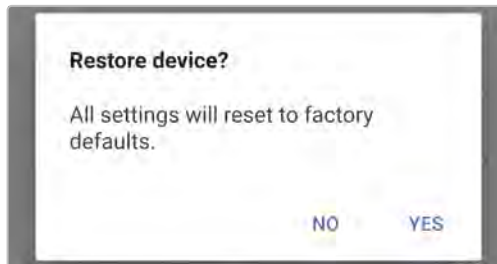 Restore device?
All settings will reset to factory
defaults.
NO YES